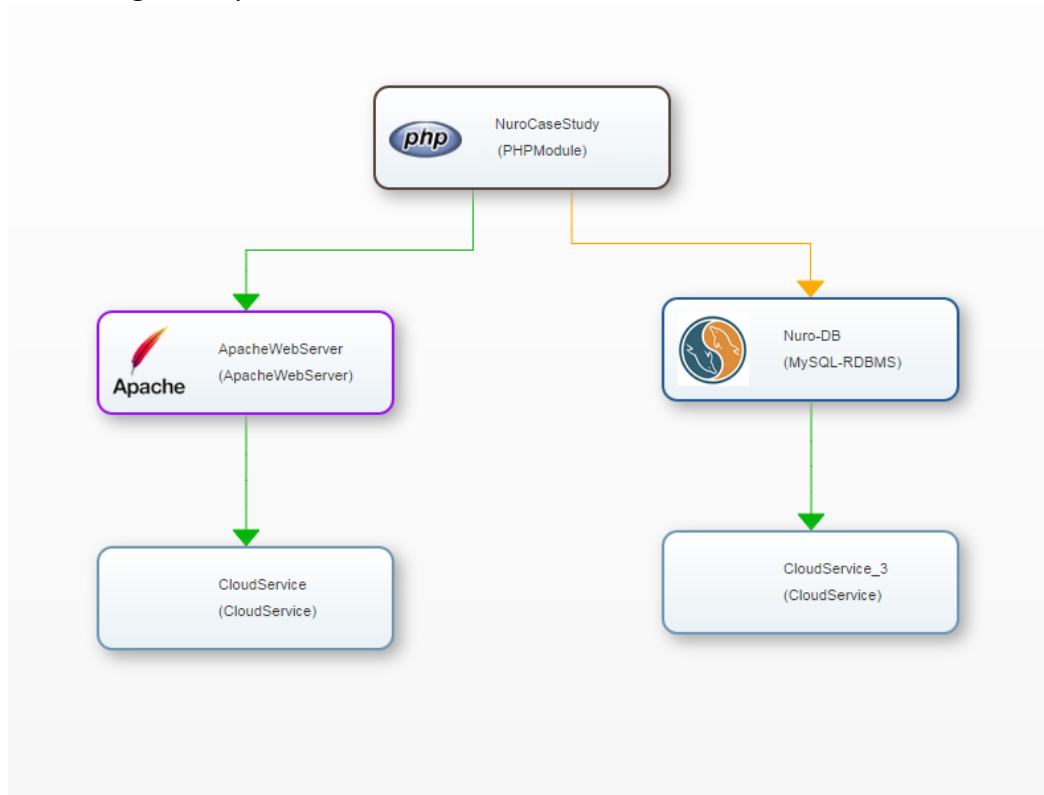 NuroCaseStudy
php
(PHPModule)
ApacheWebServer
(ApacheWebServer)
Apache
Nuro-DB
(MySQL-RDBMS)
CloudService
(CloudService)
CloudService_3
(CloudService)